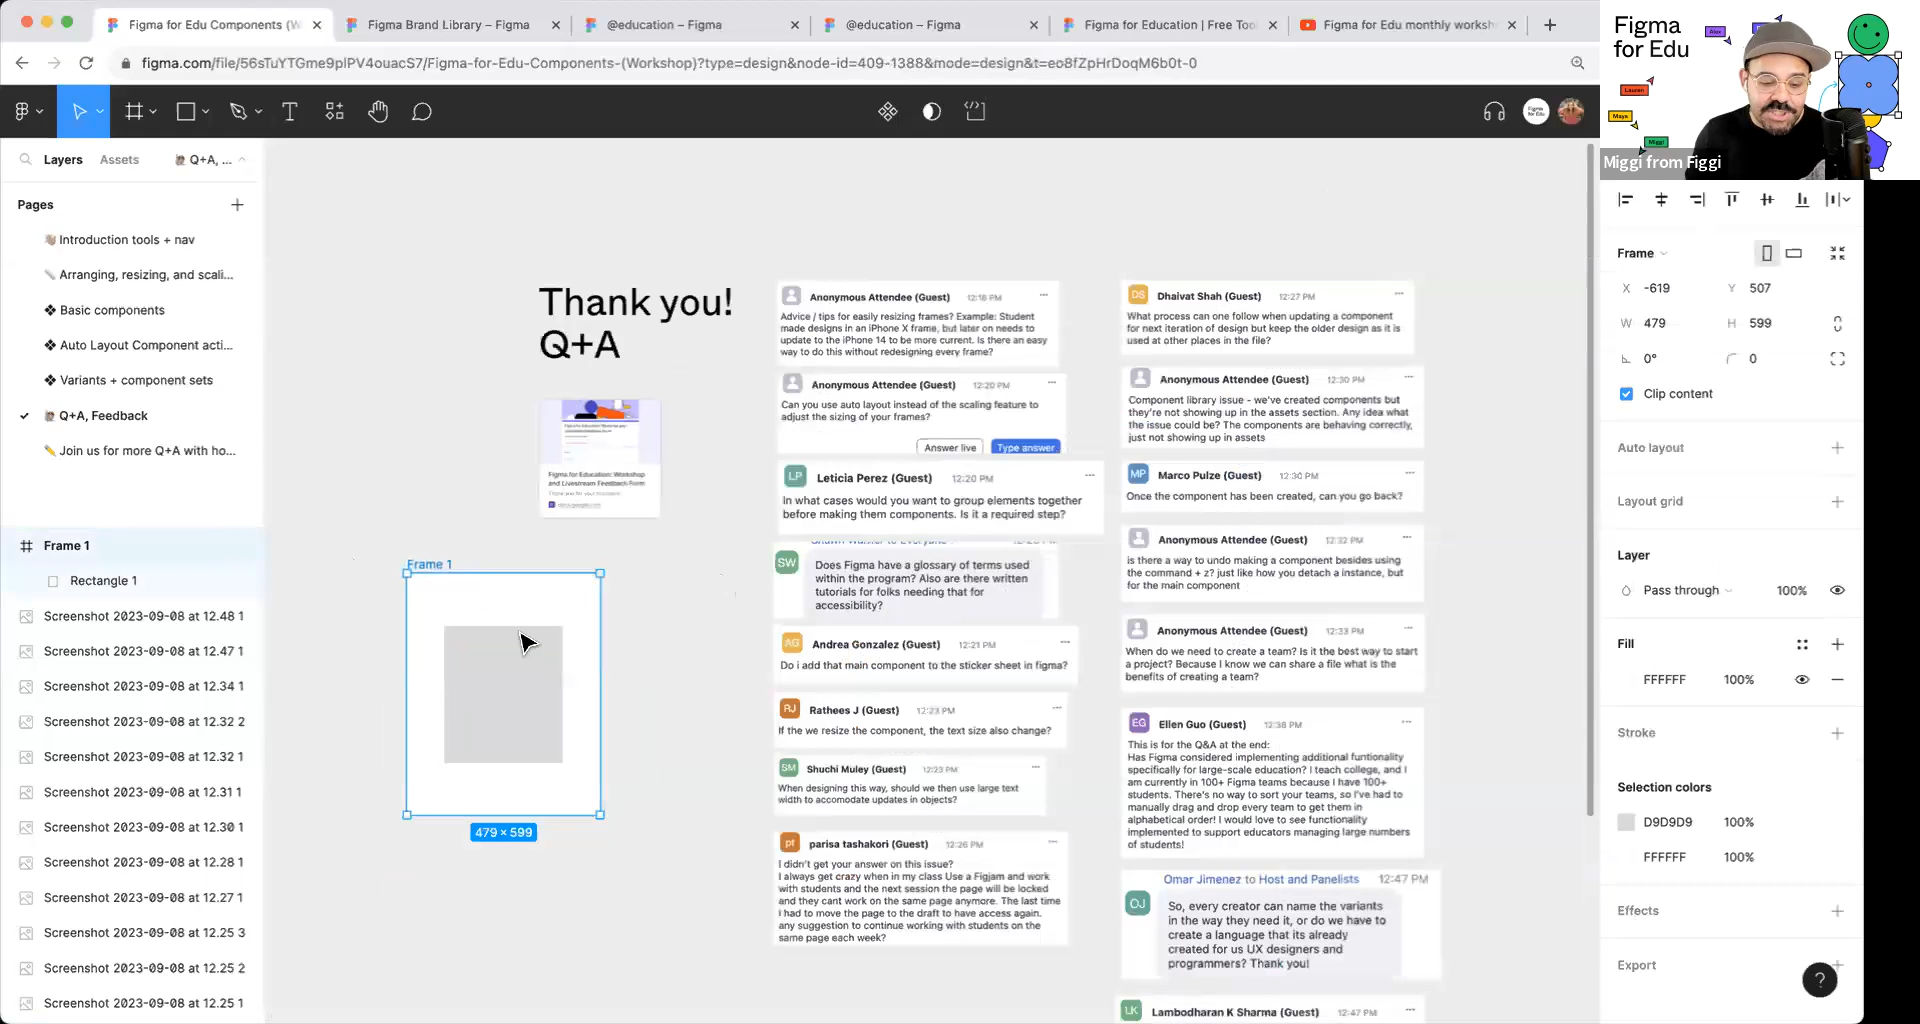 Figma for Edu Components (W
Figma Brand Library – Figma
@education – Figma
@education – Figma
Figma for Education | Free Too
Figma for Edu monthly worksh
figma.com/file/56sTuYTGme9plPV4ouacS7/Figma-for-Edu-Components-(Workshop)?type=design&node-id=409-1388&mode=design&t=eo8fZpHrDoqM6b0t-0
Figma
for Edu
Alex
Lauren
Maya
Miggi
Miggi from Figgi
Layers
Assets
Q+A, ...
Pages
Introduction tools + nav
Arranging, resizing, and scali...
Basic components
Auto Layout Component acti...
Variants + component sets
Q+A, Feedback
Join us for more Q+A with ho...
Frame 1
Rectangle 1
Screenshot 2023-09-08 at 12.48 1
Screenshot 2023-09-08 at 12.47 1
Screenshot 2023-09-08 at 12.34 1
Screenshot 2023-09-08 at 12.32 2
Screenshot 2023-09-08 at 12.32 1
Screenshot 2023-09-08 at 12.31 1
Screenshot 2023-09-08 at 12.30 1
Screenshot 2023-09-08 at 12.28 1
Screenshot 2023-09-08 at 12.27 1
Screenshot 2023-09-08 at 12.25 3
Screenshot 2023-09-08 at 12.25 2
Screenshot 2023-09-08 at 12.25 1
Thank you!
Q+A
Figma for Education: Workshop
and Livestream Feedback Form
Frame 1
479 × 599
Anonymous Attendee (Guest) 12:18 PM
Advice / tips for easily resizing frames? Example: Student
made designs in an iPhone X frame, but later on needs to
update to the iPhone 14 to be more current. Is there an easy
way to do this without redesigning every frame?
Anonymous Attendee (Guest) 12:20 PM
Can you use auto layout instead of the scaling feature to
adjust the sizing of your frames?
Answer live
Type answer
LP
Leticia Perez (Guest) 12:20 PM
In what cases would you want to group elements together
before making them components. Is it a required step?
SW
Does Figma have a glossary of terms used
within the program? Also are there written
tutorials for folks needing that for
accessibility?
AG
Andrea Gonzalez (Guest) 12:21 PM
Do i add that main component to the sticker sheet in figma?
RJ
Rathees J (Guest) 12:23 PM
If the we resize the component, the text size also change?
SM
Shuchi Muley (Guest) 12:23 PM
When designing this way, should we then use large text
width to accomodate updates in objects?
pt
parisa tashakori (Guest) 12:26 PM
I didn't get your answer on this issue?
I always get crazy when in my class Use a Figjam and work
with students and the next session the page will be locked
and they cant work on the same page anymore. The last time
I had to move the page to the draft to have access again.
any suggestion to continue working with students on the
same page each week?
DS
Dhaivat Shah (Guest) 12:27 PM
What process can one follow when updating a component
for next iteration of design but keep the older design as it is
used at other places in the file?
Anonymous Attendee (Guest) 12:30 PM
Component library issue - we've created components but
they're not showing up in the assets section. Any idea what
the issue could be? The components are behaving correctly,
just not showing up in assets
MP
Marco Pulze (Guest) 12:30 PM
Once the component has been created, can you go back?
Anonymous Attendee (Guest) 12:32 PM
is there a way to undo making a component besides using
the command + z? just like how you detach a instance, but
for the main component
Anonymous Attendee (Guest) 12:33 PM
When do we need to create a team? Is it the best way to start
a project? Because I know we can share a file what is the
benefits of creating a team?
EG
Ellen Guo (Guest) 12:38 PM
This is for the Q&A at the end:
Has Figma considered implementing additional funtionality
specifically for large-scale education? I teach college, and I
am currently in 100+ Figma teams because I have 100+
students. There's no way to sort your teams, so I've had to
manually drag and drop every team to get them in
alphabetical order! I would love to see functionality
implemented to support educators managing large numbers
of students!
Omar Jimenez to Host and Panelists 12:47 PM
OJ
So, every creator can name the variants
in the way they need it, or do we have to
create a language that its already
created for us UX designers and
programmers? Thank you!
LK
Lambodharan K Sharma (Guest) 12:47 PM
Frame
X -619
Y 507
W 479
H 599
0°
0
Clip content
Auto layout
Layout grid
Layer
Pass through
100%
Fill
FFFFFF
100%
Stroke
Selection colors
D9D9D9
100%
FFFFFF
100%
Effects
Export
?